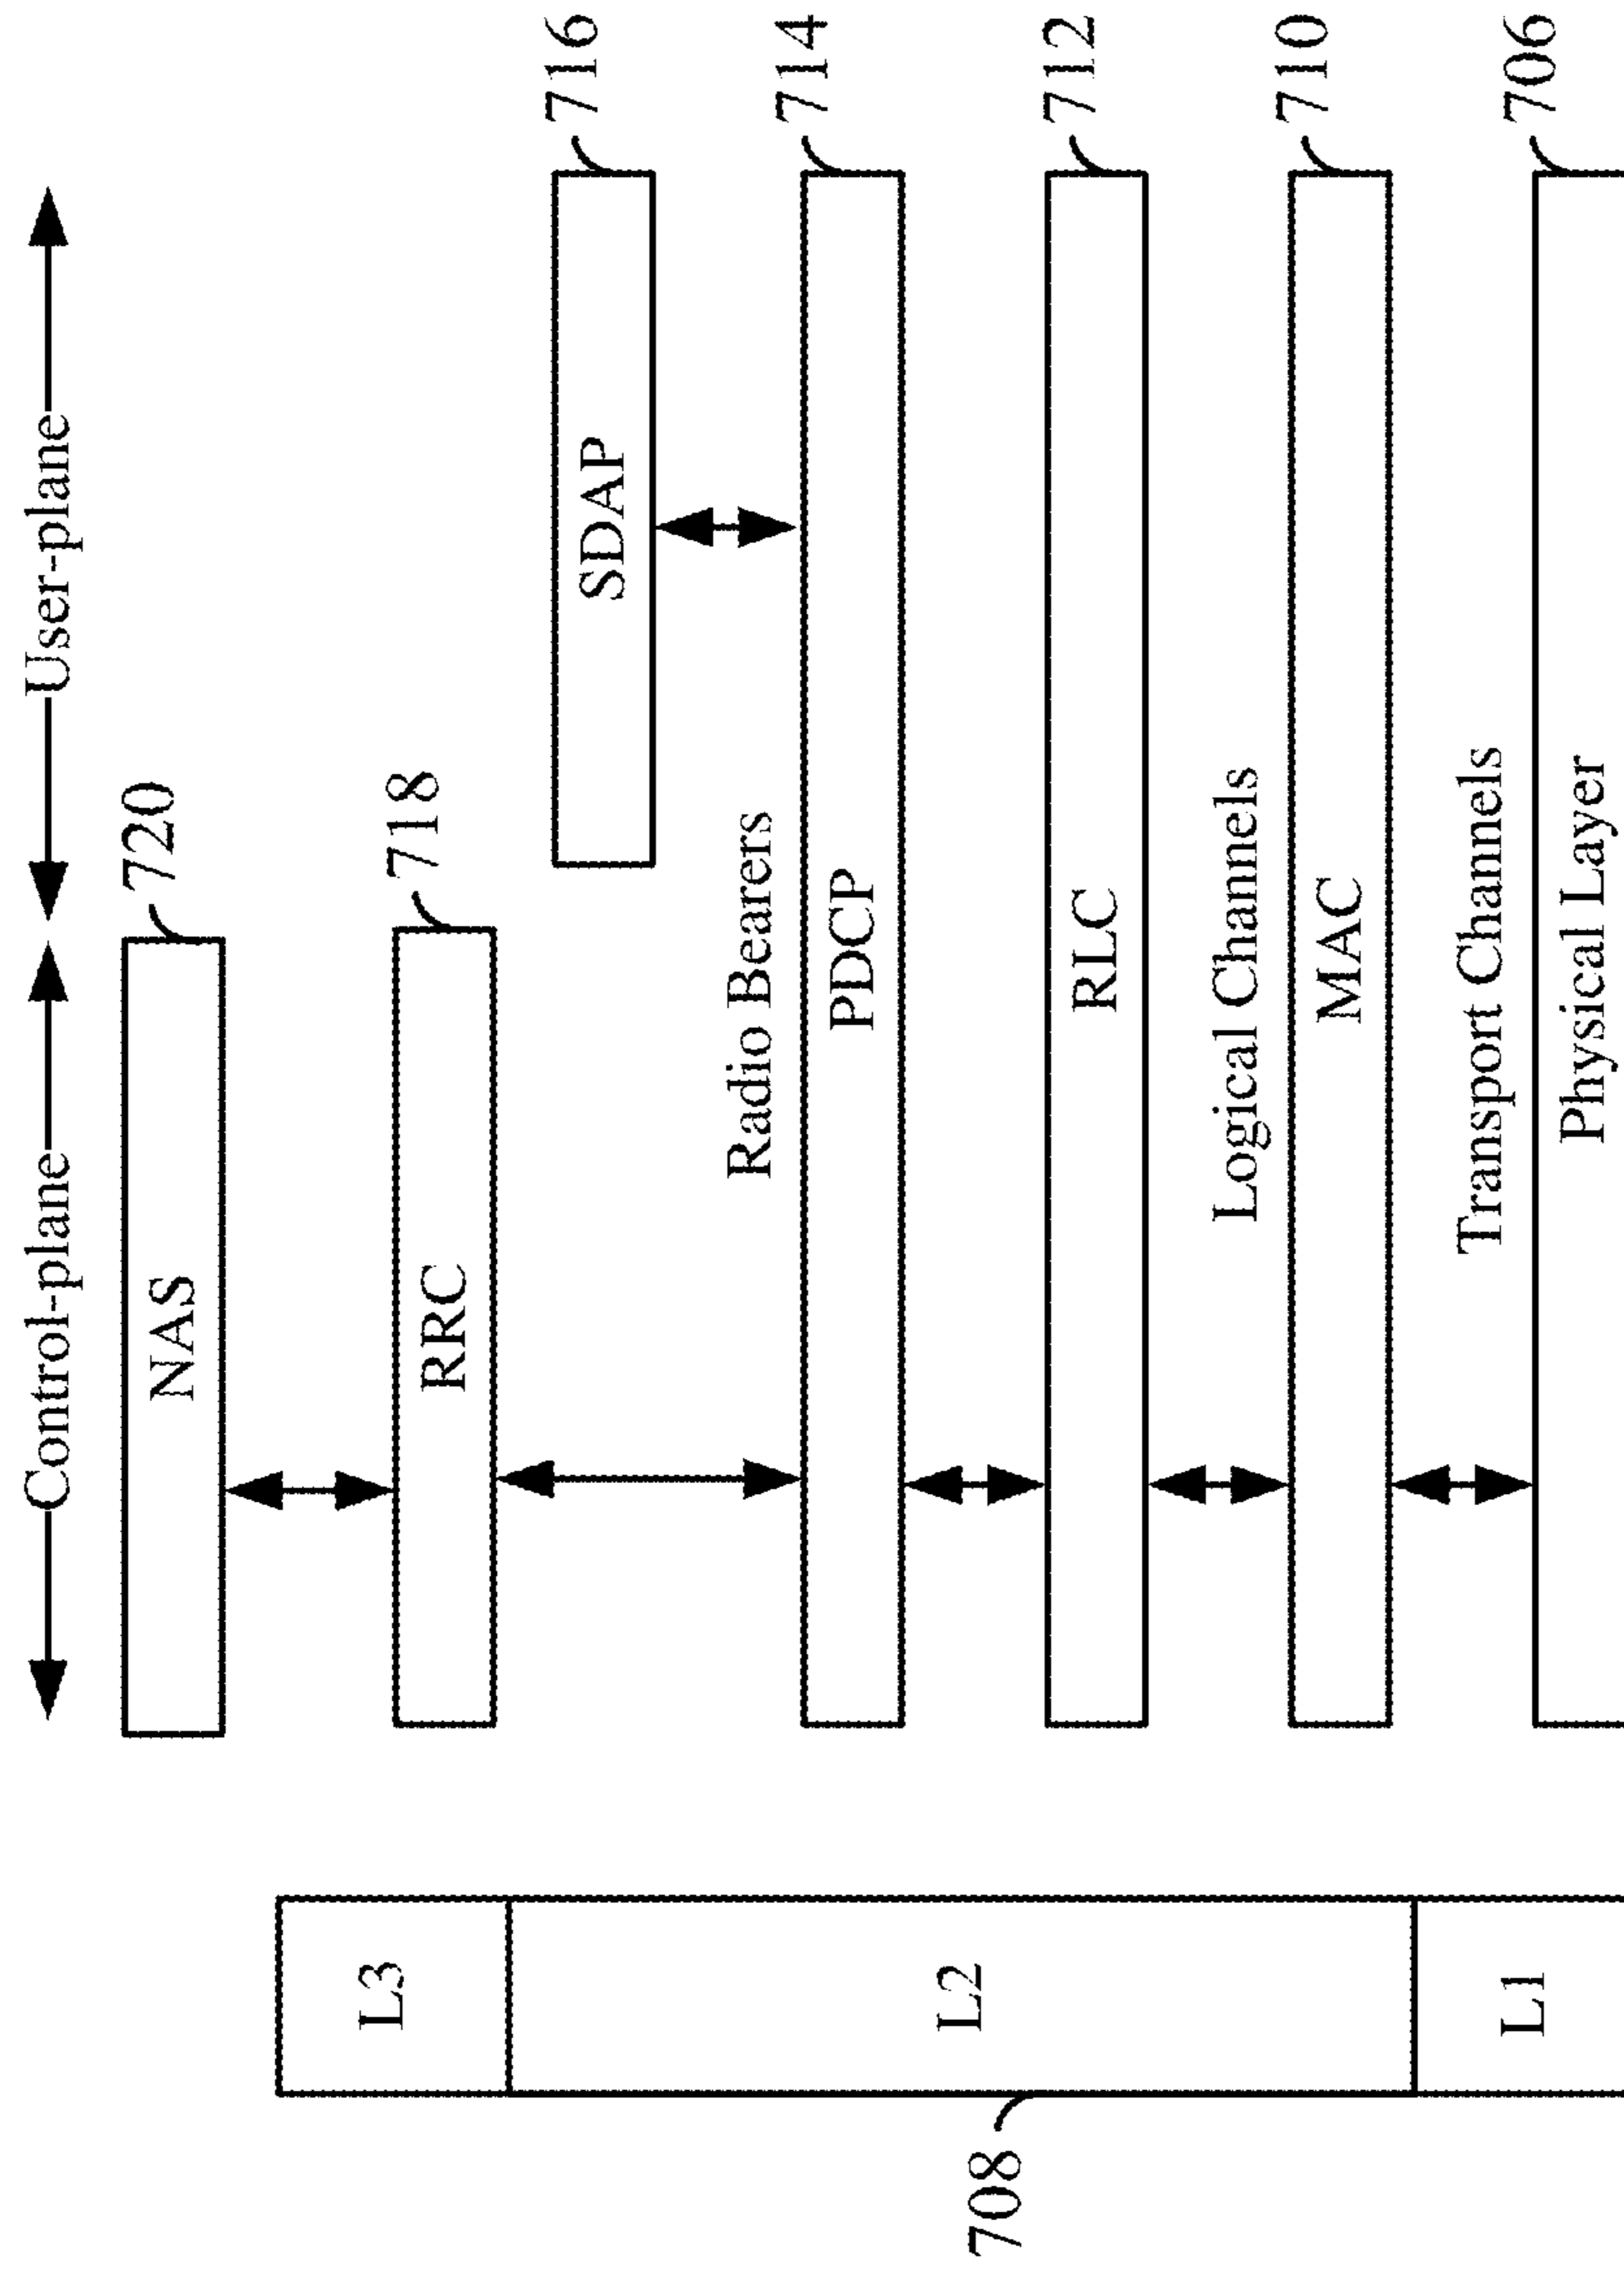 Control-plane User-plane
NAS 720
L3 RRC 718
SDAP 716
Radio Bearers
708 L2 PDCP 714
RLC 712
Logical Channels
MAC 710
Transport Channels
L1 Physical Layer 706